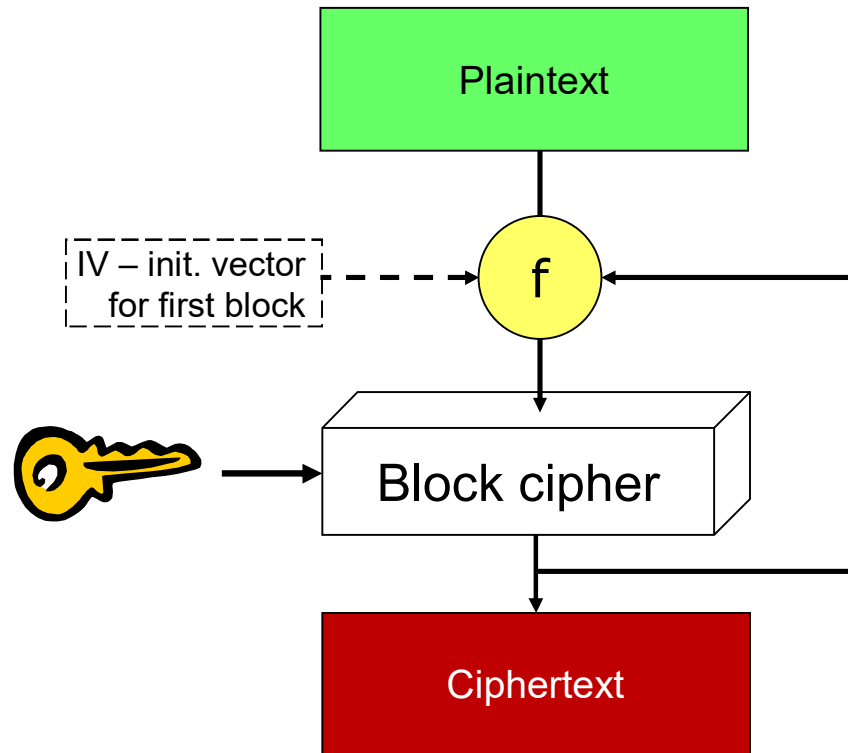 Plaintext
IV – init. vector
for first block
f
Block cipher
Ciphertext